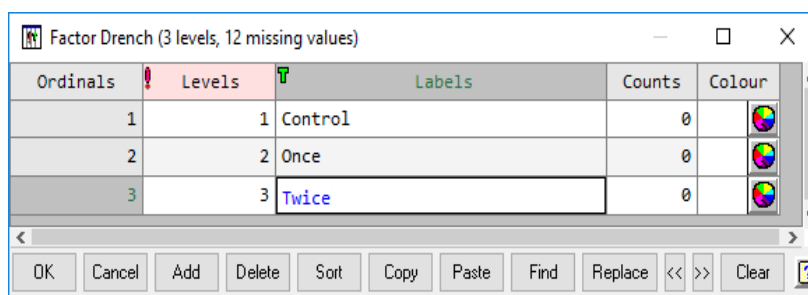 Factor Drench (3 levels, 12 missing values)
Ordinals ! Levels T Labels Counts Colour
1 1 Control 0
2 2 Once 0
3 3 Twice 0
OK Cancel Add Delete Sort Copy Paste Find Replace << >> Clear ?